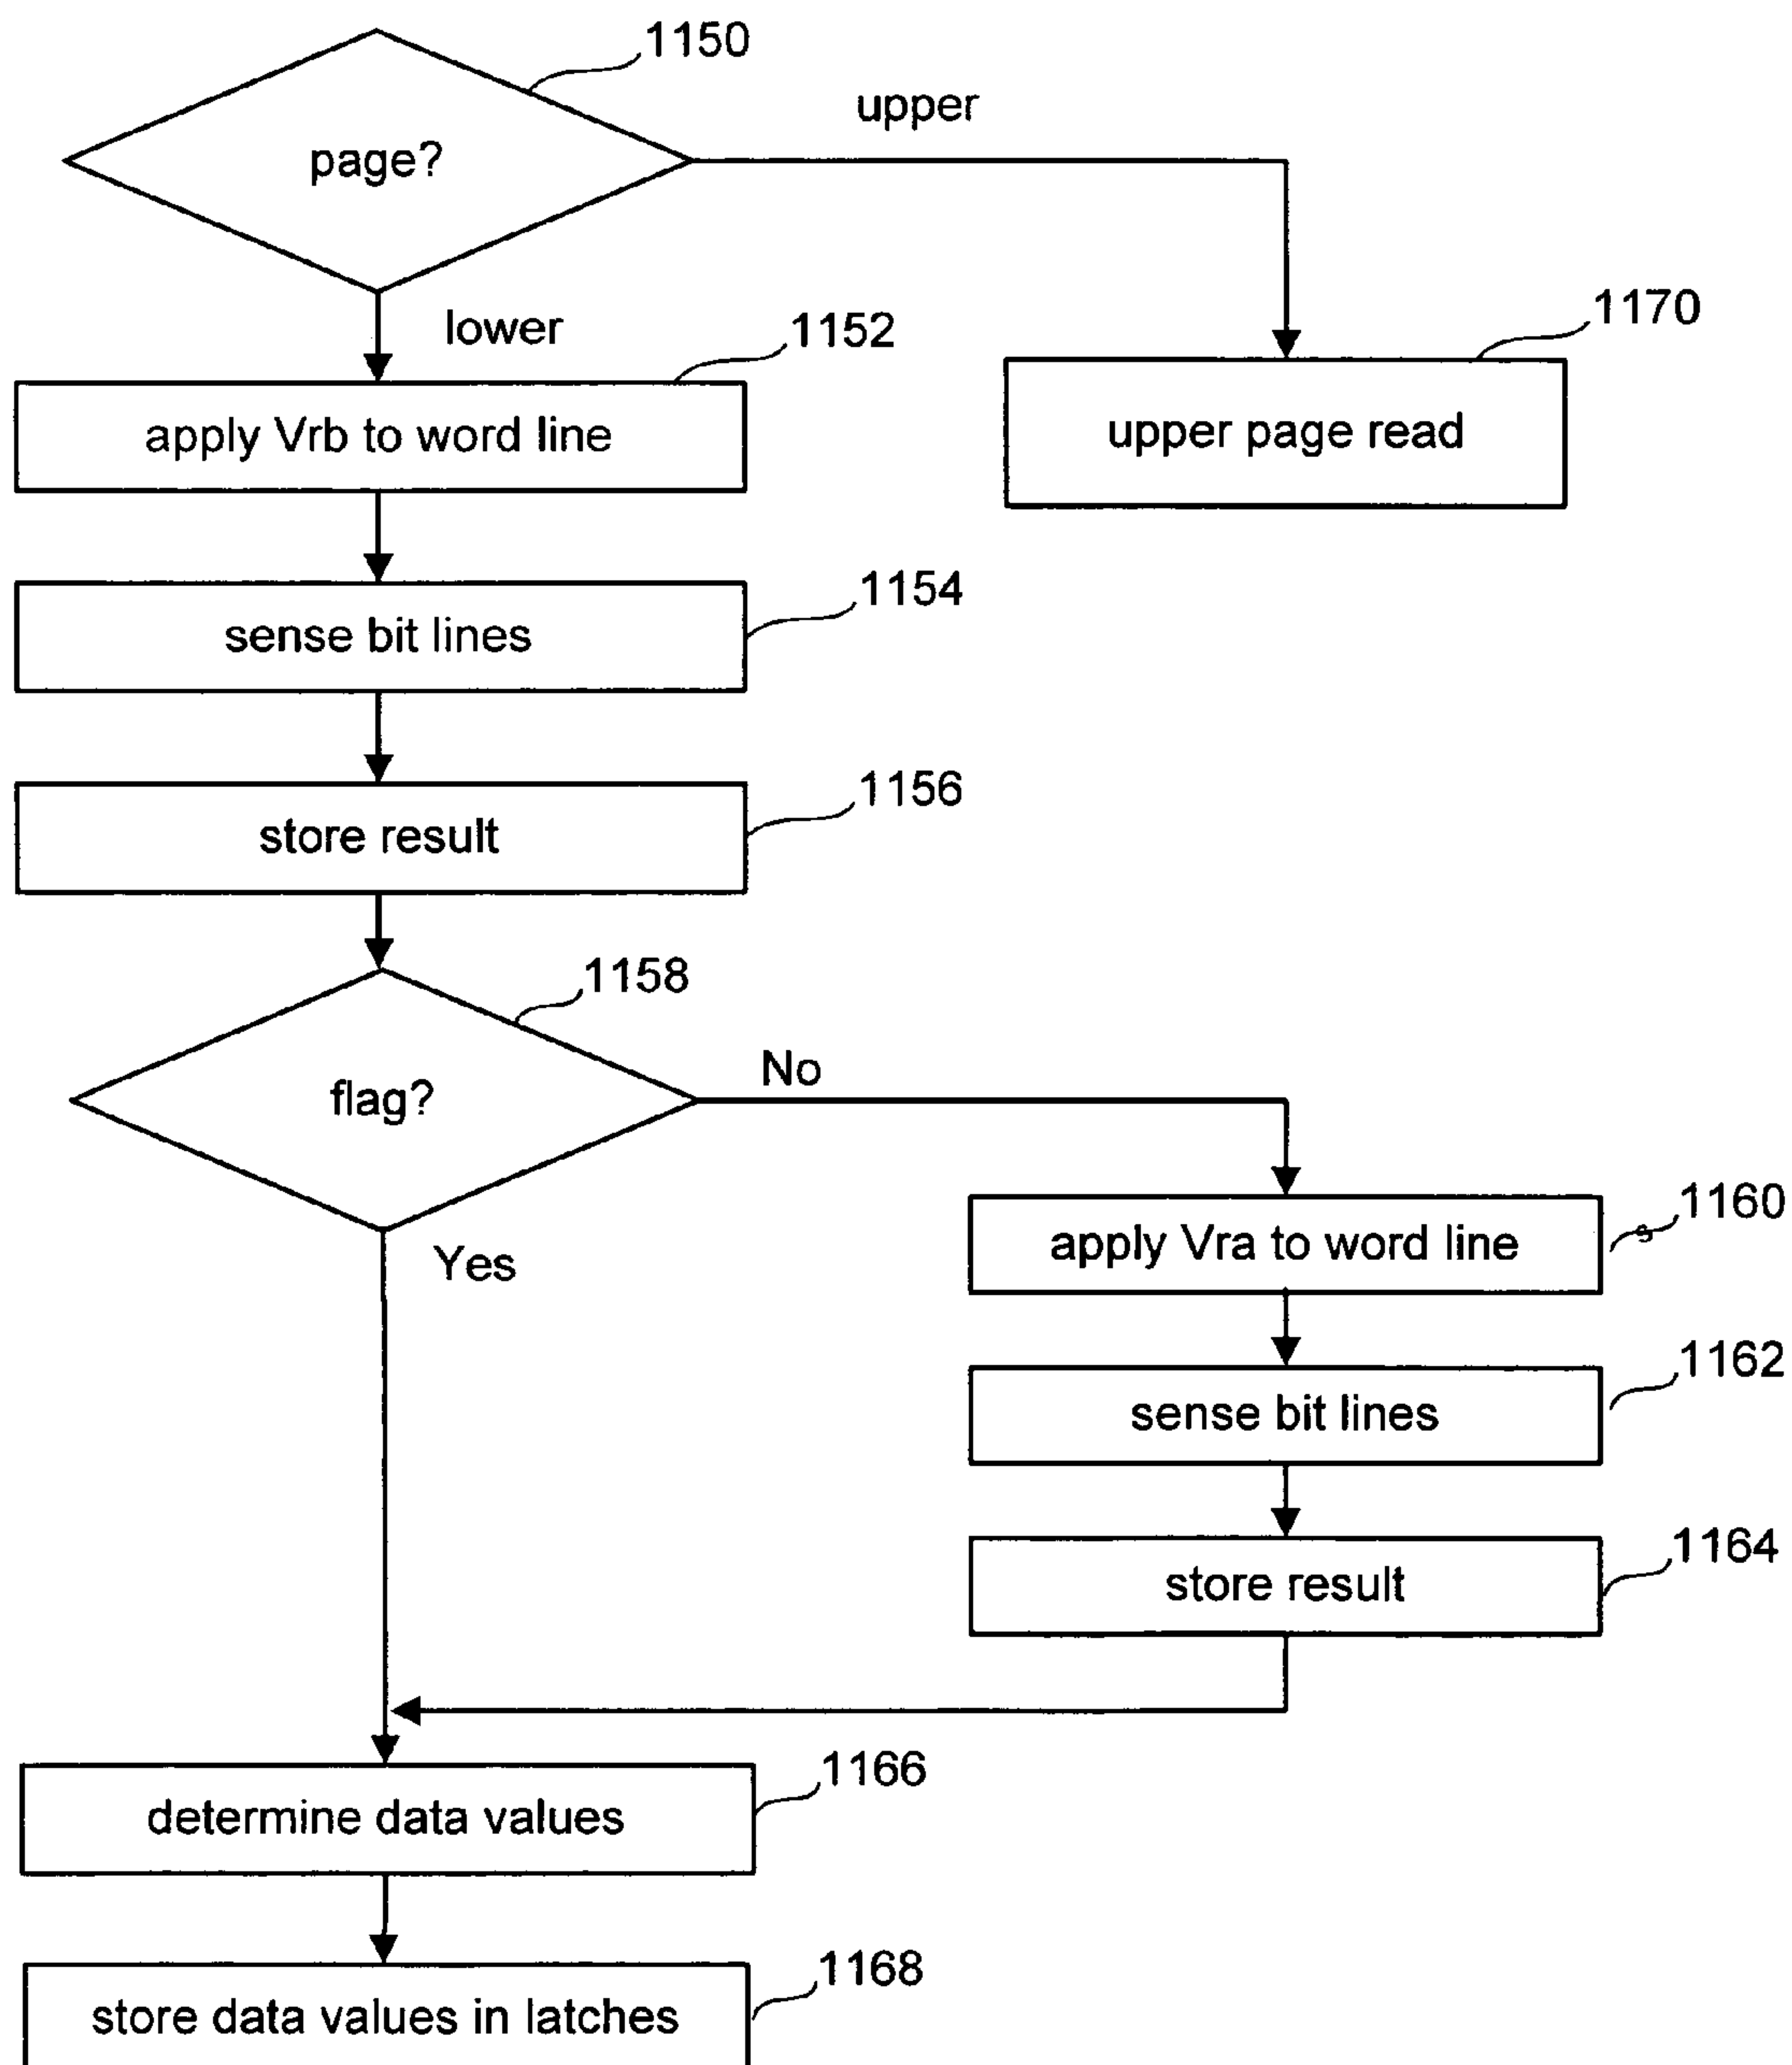 1150
upper
page?
lower
1152
1170
apply Vrb to word line
upper page read
1154
sense bit lines
1156
store result
1158
No
flag?
1160
apply Vra to word line
Yes
1162
sense bit lines
1164
store result
1166
determine data values
1168
store data values in latches